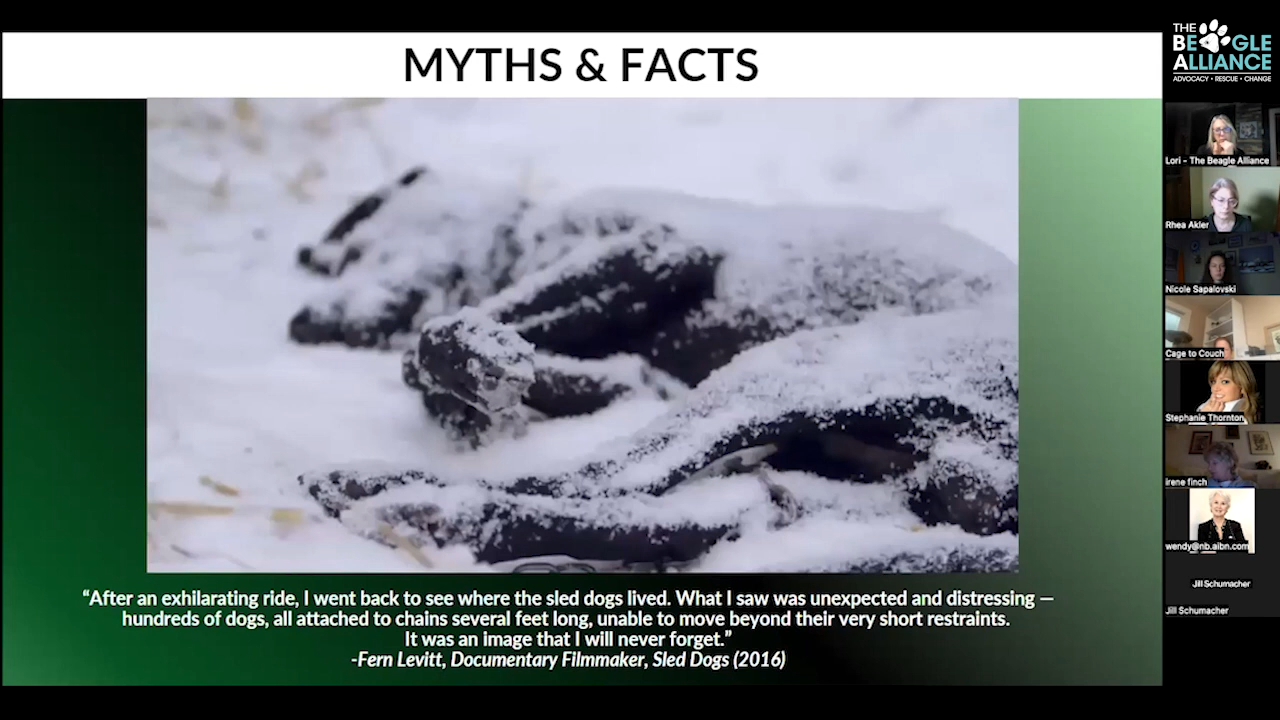 MYTHS & FACTS
“After an exhilarating ride, I went back to see where the sled dogs lived. What I saw was unexpected and distressing —
hundreds of dogs, all attached to chains several feet long, unable to move beyond their very short restraints.
It was an image that I will never forget.”
-Fern Levitt, Documentary Filmmaker, Sled Dogs (2016)
THE
BEAGLE
ALLIANCE
ADVOCACY • RESCUE • CHANGE
Lori - The Beagle Alliance
Rhea Akler
Nicole Sapalovski
Cage to Couch
Stephanie Thornton
irene finch
wendy@nb.aibn.com
Jill Schumacher
Jill Schumacher